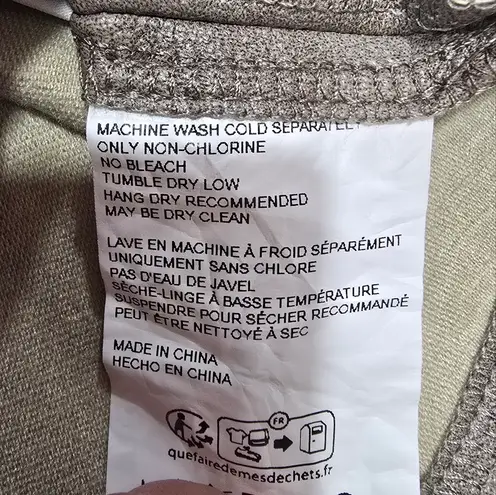 MACHINE WASH COLD SEPARATELY
ONLY NON-CHLORINE
NO BLEACH
TUMBLE DRY LOW
HANG DRY RECOMMENDED
MAY BE DRY CLEAN
LAVE EN MACHINE À FROID SÉPARÉMENT
UNIQUEMENT SANS CHLORE
PAS D'EAU DE JAVEL
SÈCHE-LINGE À BASSE TEMPÉRATURE
SUSPENDRE POUR SÉCHER RECOMMANDÉ
PEUT ÊTRE NETTOYÉ À SEC
MADE IN CHINA
HECHO EN CHINA
FR
quefairedemesdechets.fr